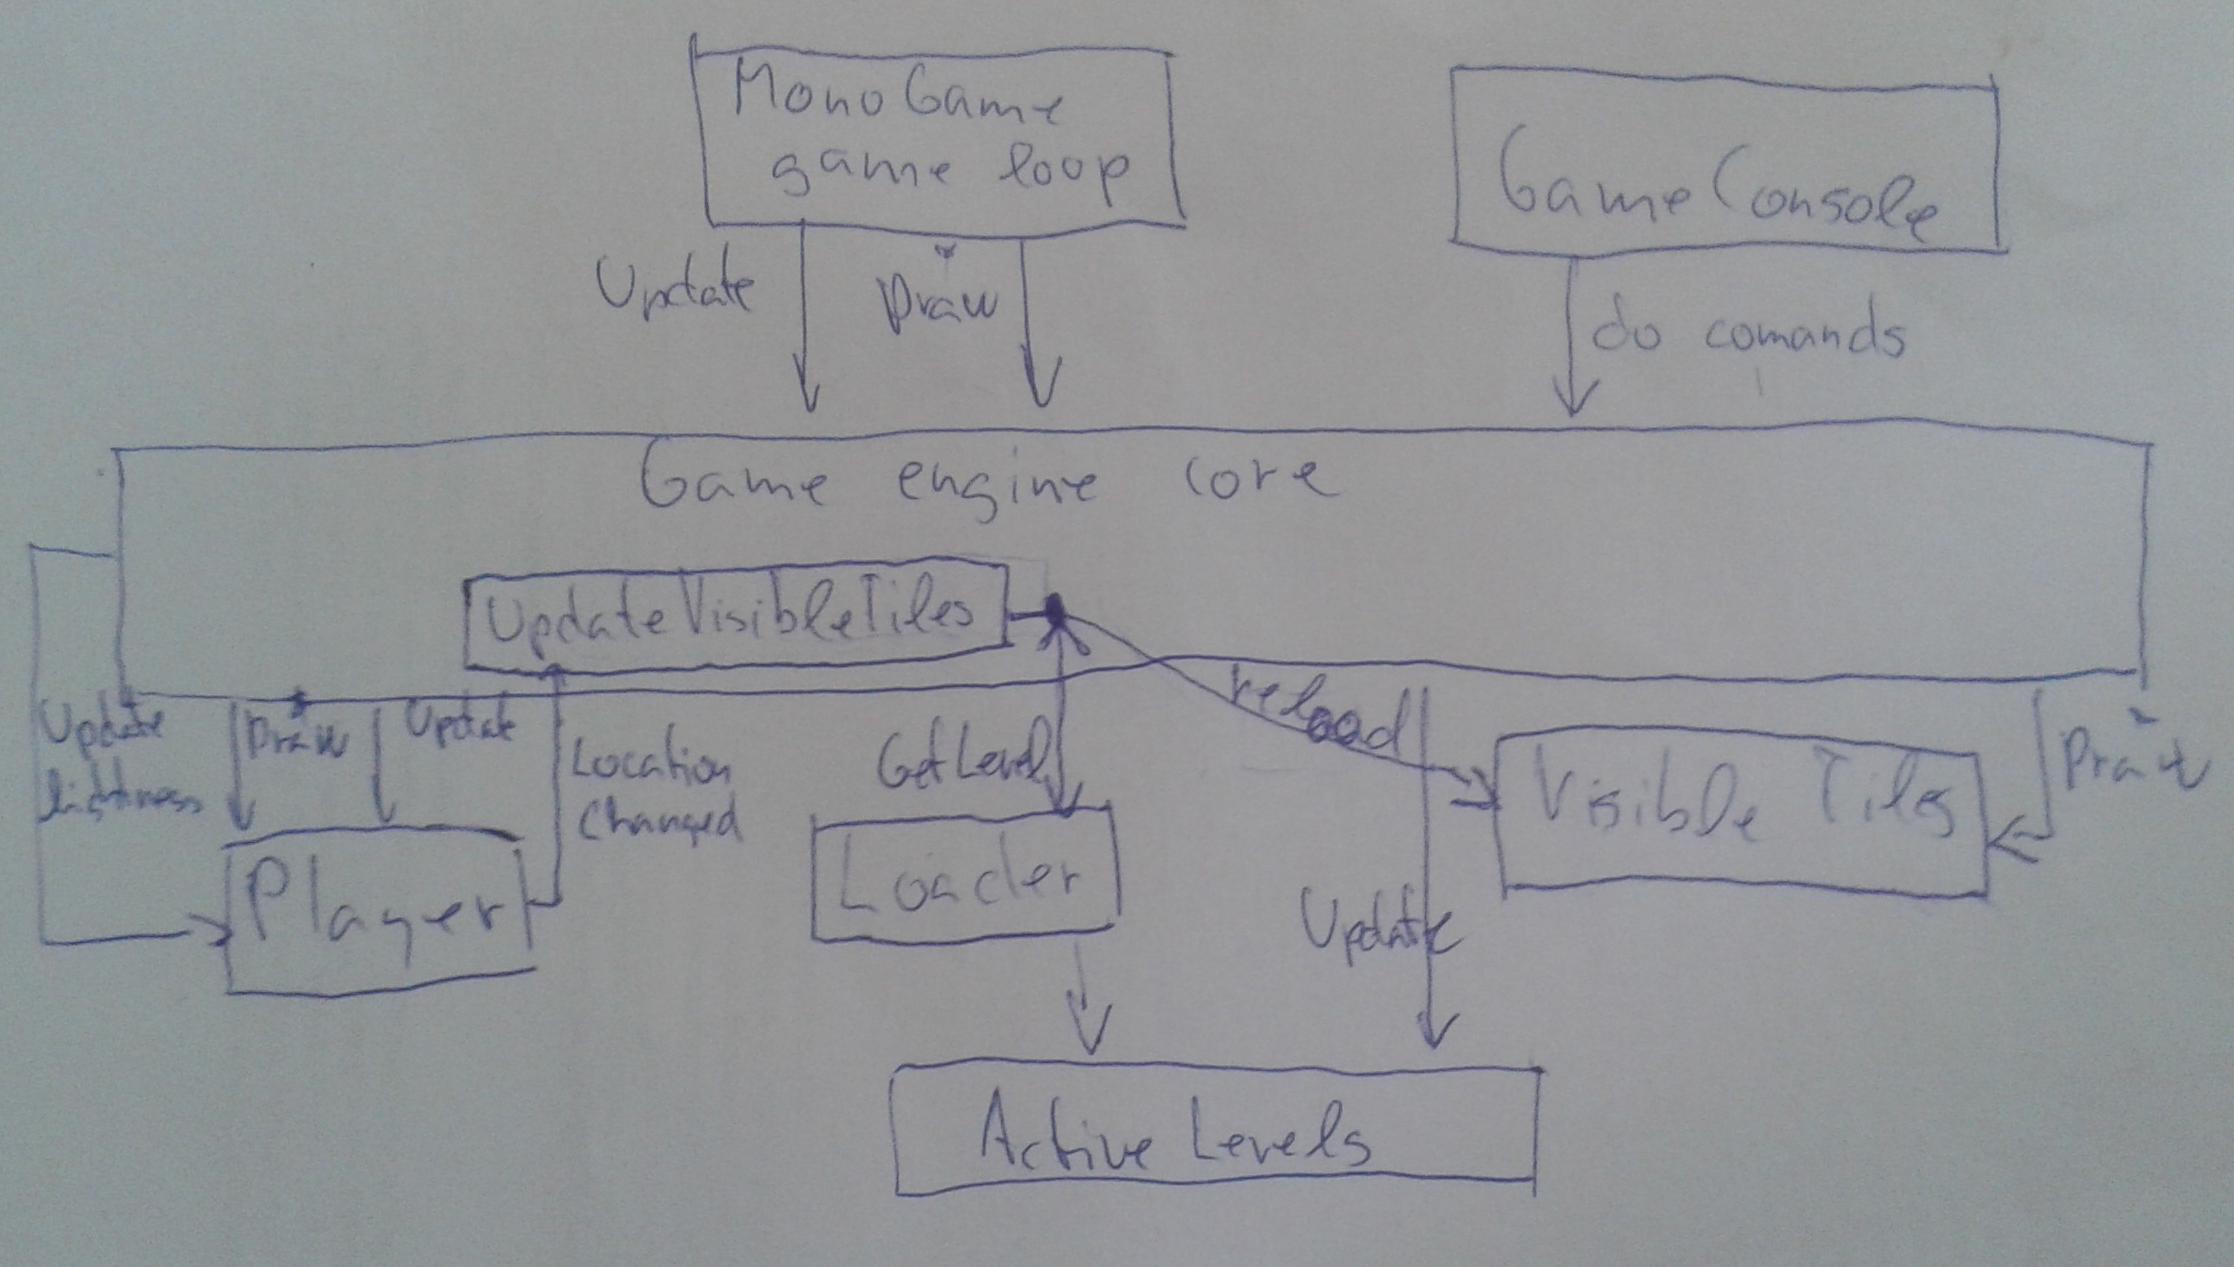 MonoGame
game loop
GameConsole
Update
Draw
do comands
Game engine core
UpdateVisibleTiles
Update
lightness
Draw
Update
Location
Changed
GetLevel
reload
Draw
Visible Tiles
Player
Loader
Update
Active Levels